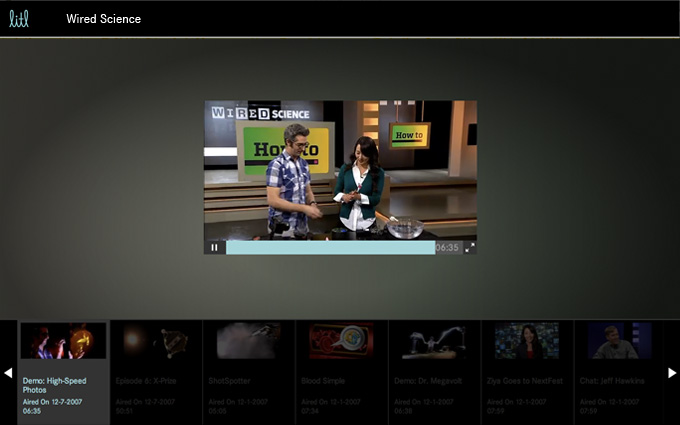 litl
Wired Science
WIRED SCIENCE
How to
How to
06:35
Demo: High-Speed
Photos
Aired On 12-7-2007
06:35
Episode 6: X-Prize
Aired On 12-7-2007
50:51
ShotSpotter
Aired On 12-1-2007
05:05
Blood Simple
Aired On 12-1-2007
07:34
Demo: Dr. Megavolt
Aired On 12-1-2007
06:38
Ziya Goes to NextFest
Aired On 12-1-2007
07:59
Chat: Jeff Hawkins
Aired On 12-1-2007
07:59